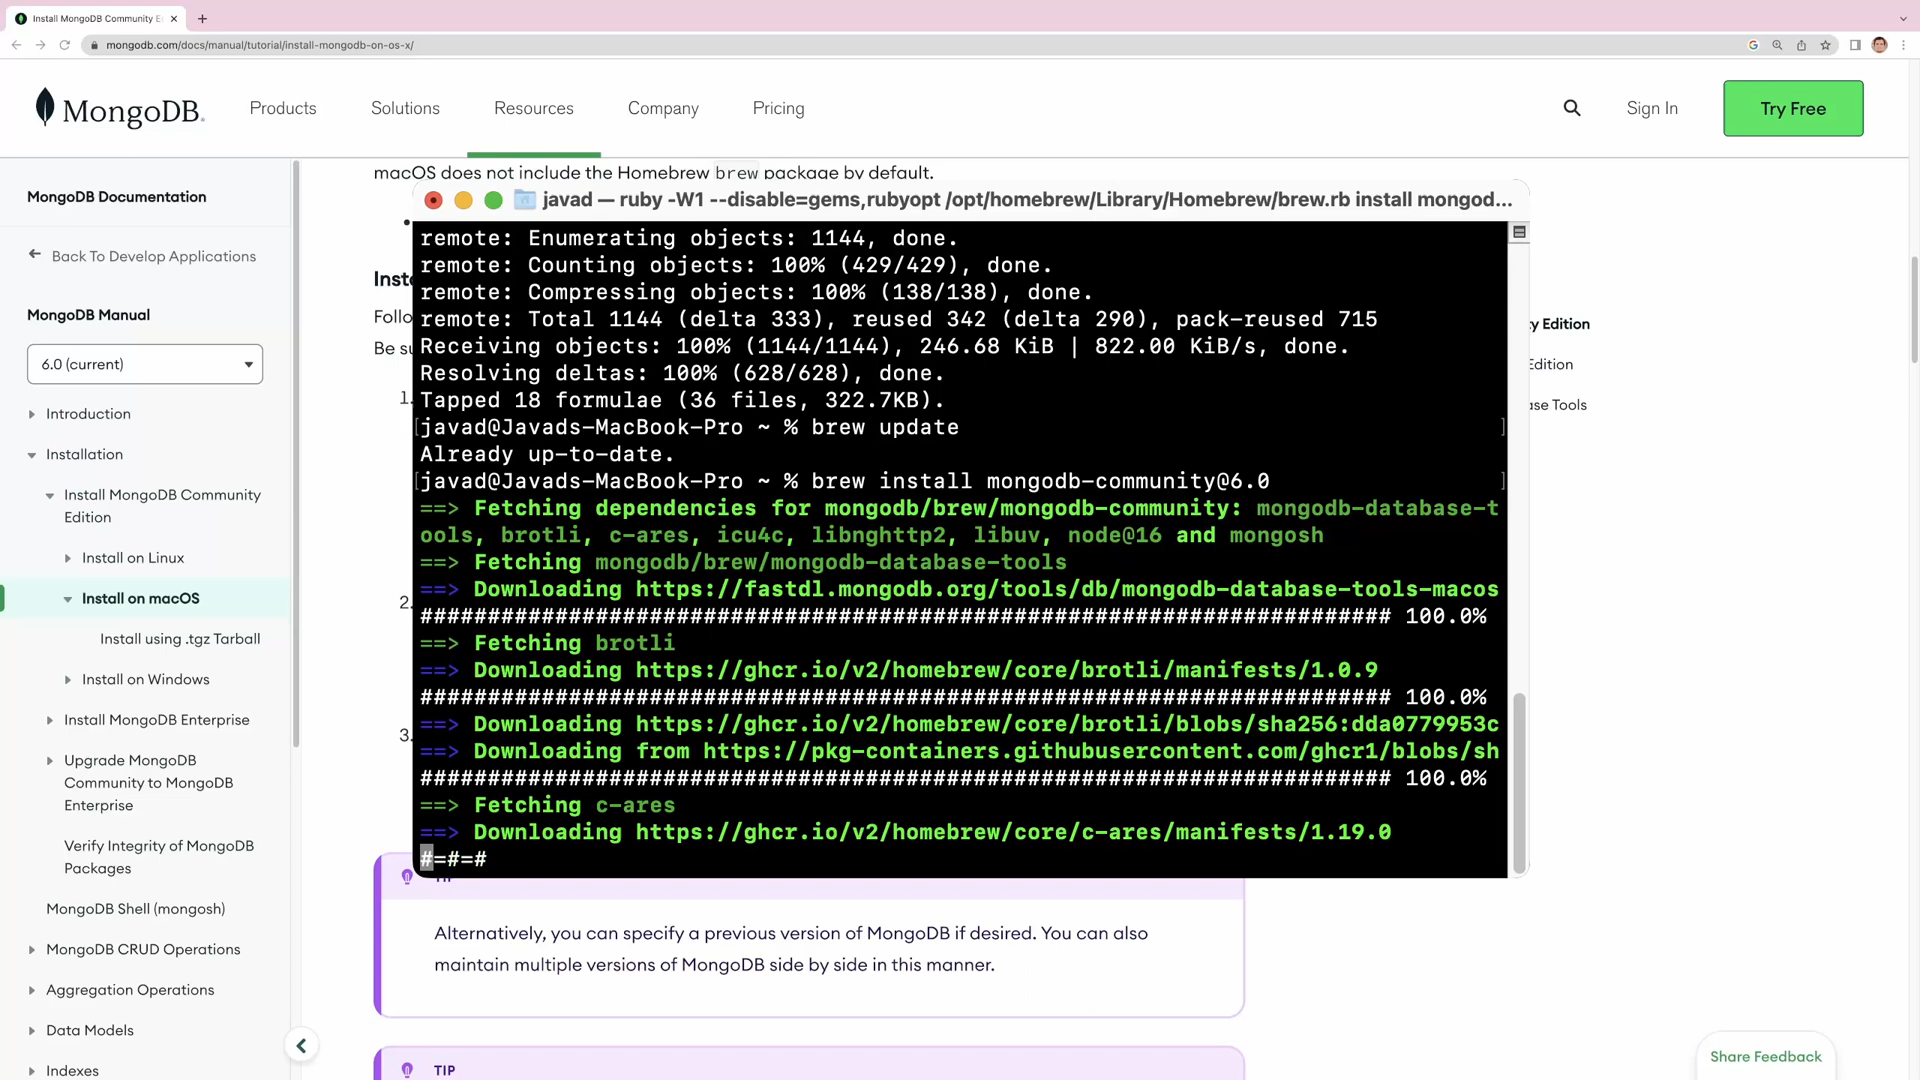 Install MongoDB Community E
mongodb.com/docs/manual/tutorial/install-mongodb-on-os-x/
MongoDB.
Products
Solutions
Resources
Company
Pricing
Sign In
Try Free
MongoDB Documentation
Back To Develop Applications
MongoDB Manual
6.0 (current)
Introduction
Installation
Install MongoDB Community
Edition
Install on Linux
Install on macOS
Install using .tgz Tarball
Install on Windows
Install MongoDB Enterprise
Upgrade MongoDB
Community to MongoDB
Enterprise
Verify Integrity of MongoDB
Packages
MongoDB Shell (mongosh)
MongoDB CRUD Operations
Aggregation Operations
Data Models
Indexes
macOS does not include the Homebrew brew package by default.
Insta
Follo
Be su
1.
2.
3.
javad — ruby -W1 --disable=gems,rubyopt /opt/homebrew/Library/Homebrew/brew.rb install mongod...
remote: Enumerating objects: 1144, done.
remote: Counting objects: 100% (429/429), done.
remote: Compressing objects: 100% (138/138), done.
remote: Total 1144 (delta 333), reused 342 (delta 290), pack-reused 715
Receiving objects: 100% (1144/1144), 246.68 KiB | 822.00 KiB/s, done.
Resolving deltas: 100% (628/628), done.
Tapped 18 formulae (36 files, 322.7KB).
[javad@Javads-MacBook-Pro ~ % brew update ]
Already up-to-date.
[javad@Javads-MacBook-Pro ~ % brew install mongodb-community@6.0 ]
==> Fetching dependencies for mongodb/brew/mongodb-community: mongodb-database-t
ools, brotli, c-ares, icu4c, libnghttp2, libuv, node@16 and mongosh
==> Fetching mongodb/brew/mongodb-database-tools
==> Downloading https://fastdl.mongodb.org/tools/db/mongodb-database-tools-macos
######################################################################## 100.0%
==> Fetching brotli
==> Downloading https://ghcr.io/v2/homebrew/core/brotli/manifests/1.0.9
######################################################################## 100.0%
==> Downloading https://ghcr.io/v2/homebrew/core/brotli/blobs/sha256:dda0779953c
==> Downloading from https://pkg-containers.githubusercontent.com/ghcr1/blobs/sh
######################################################################## 100.0%
==> Fetching c-ares
==> Downloading https://ghcr.io/v2/homebrew/core/c-ares/manifests/1.19.0
#=#=#
y Edition
Edition
ase Tools
Alternatively, you can specify a previous version of MongoDB if desired. You can also
maintain multiple versions of MongoDB side by side in this manner.
TIP
Share Feedback